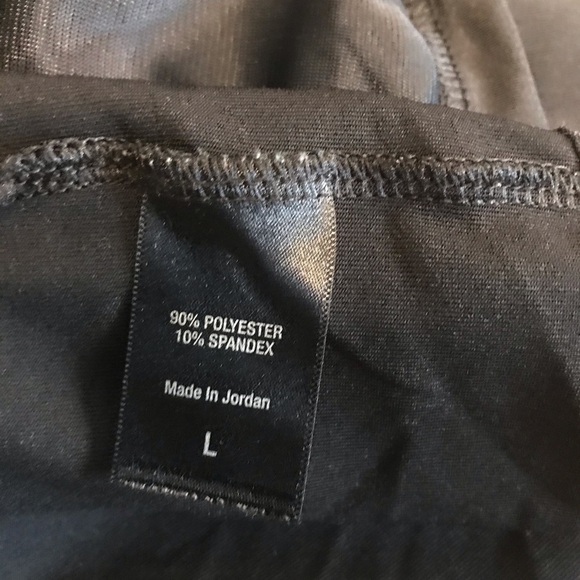 90% POLYESTER
10% SPANDEX
Made In Jordan
L